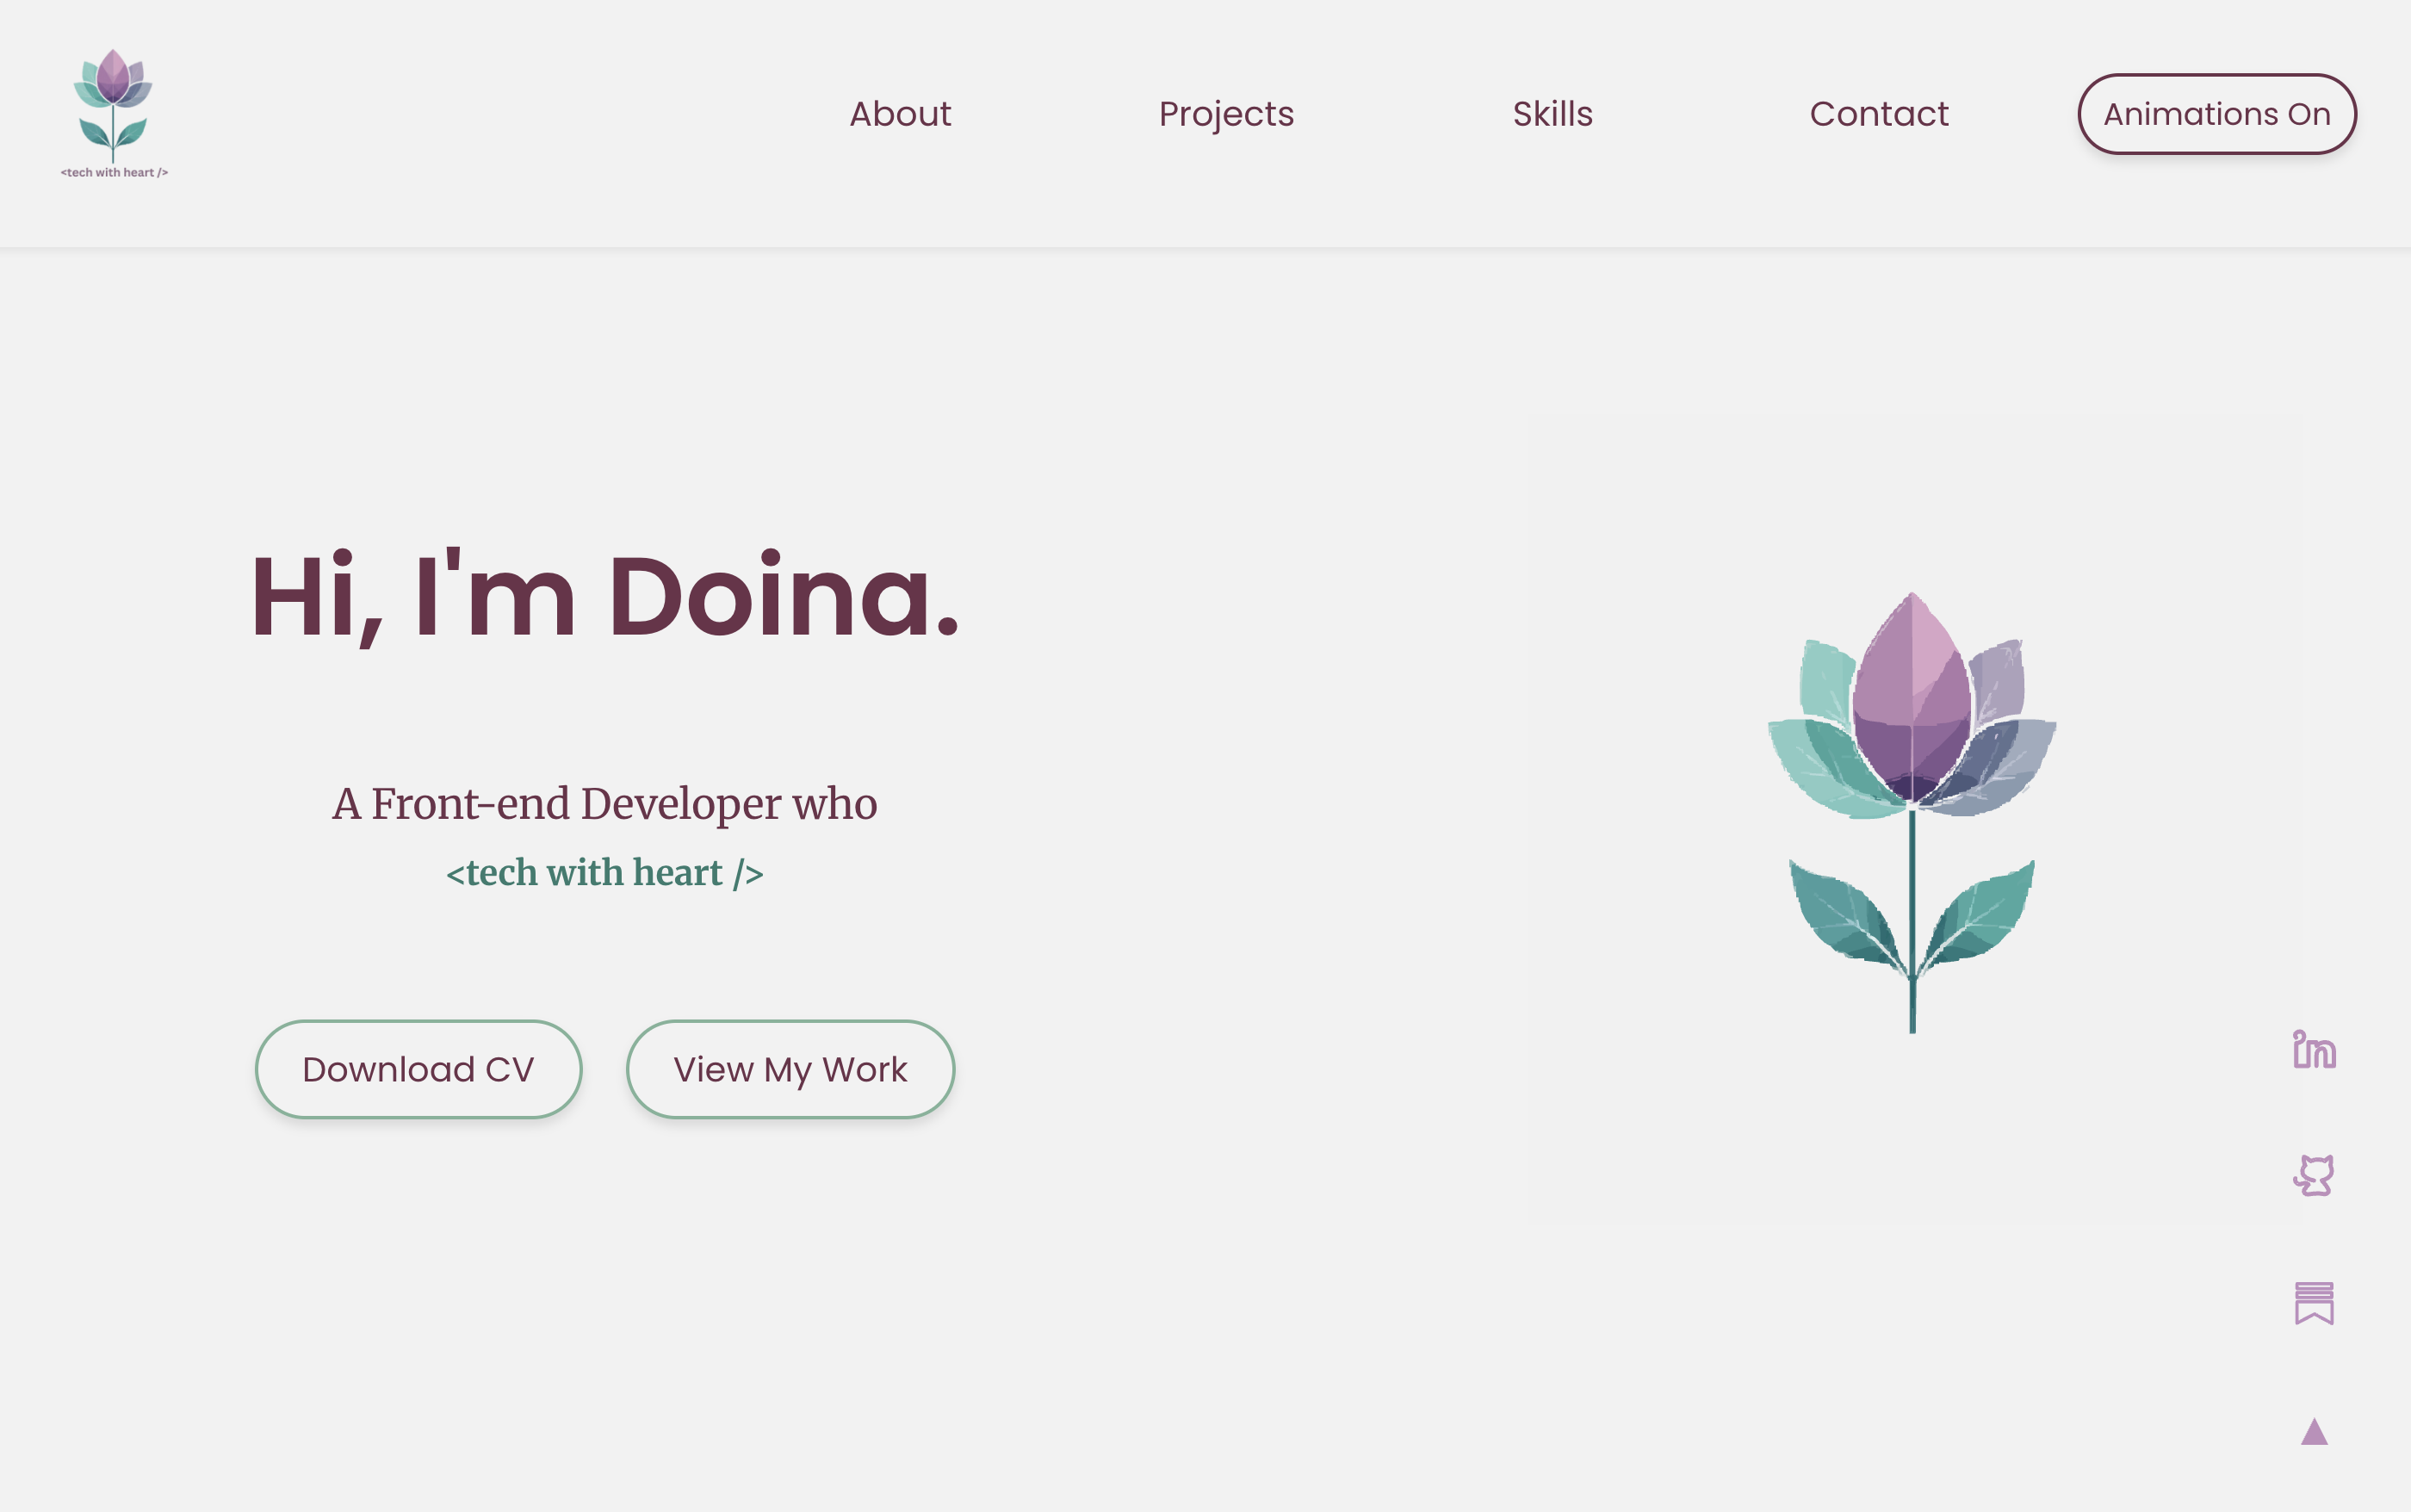 <tech with heart />
About
Projects
Skills
Contact
Animations On
Hi, I'm Doina.
A Front-end Developer who
<tech with heart />
Download CV
View My Work
in